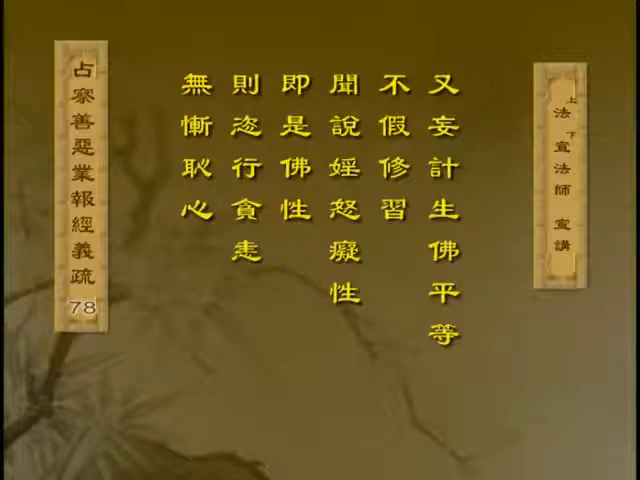 上法下宣法師 宣講
又妄計生佛平等
不假修習
聞說婬怒癡性
即是佛性
則恣行貪恚
無慚恥心
占察善惡業報經義疏
78